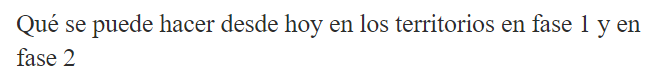 Qué se puede hacer desde hoy en los territorios en fase 1 y en
fase 2